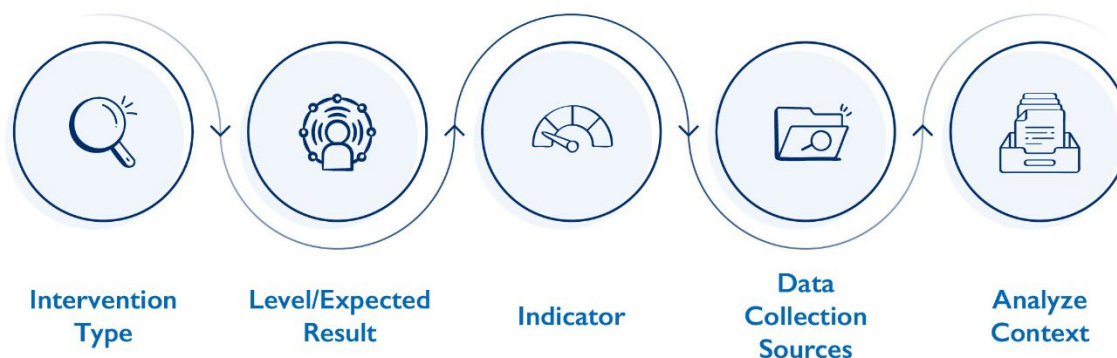 Intervention
Type
Level/Expected
Result
Indicator
Data
Collection
Sources
Analyze
Context